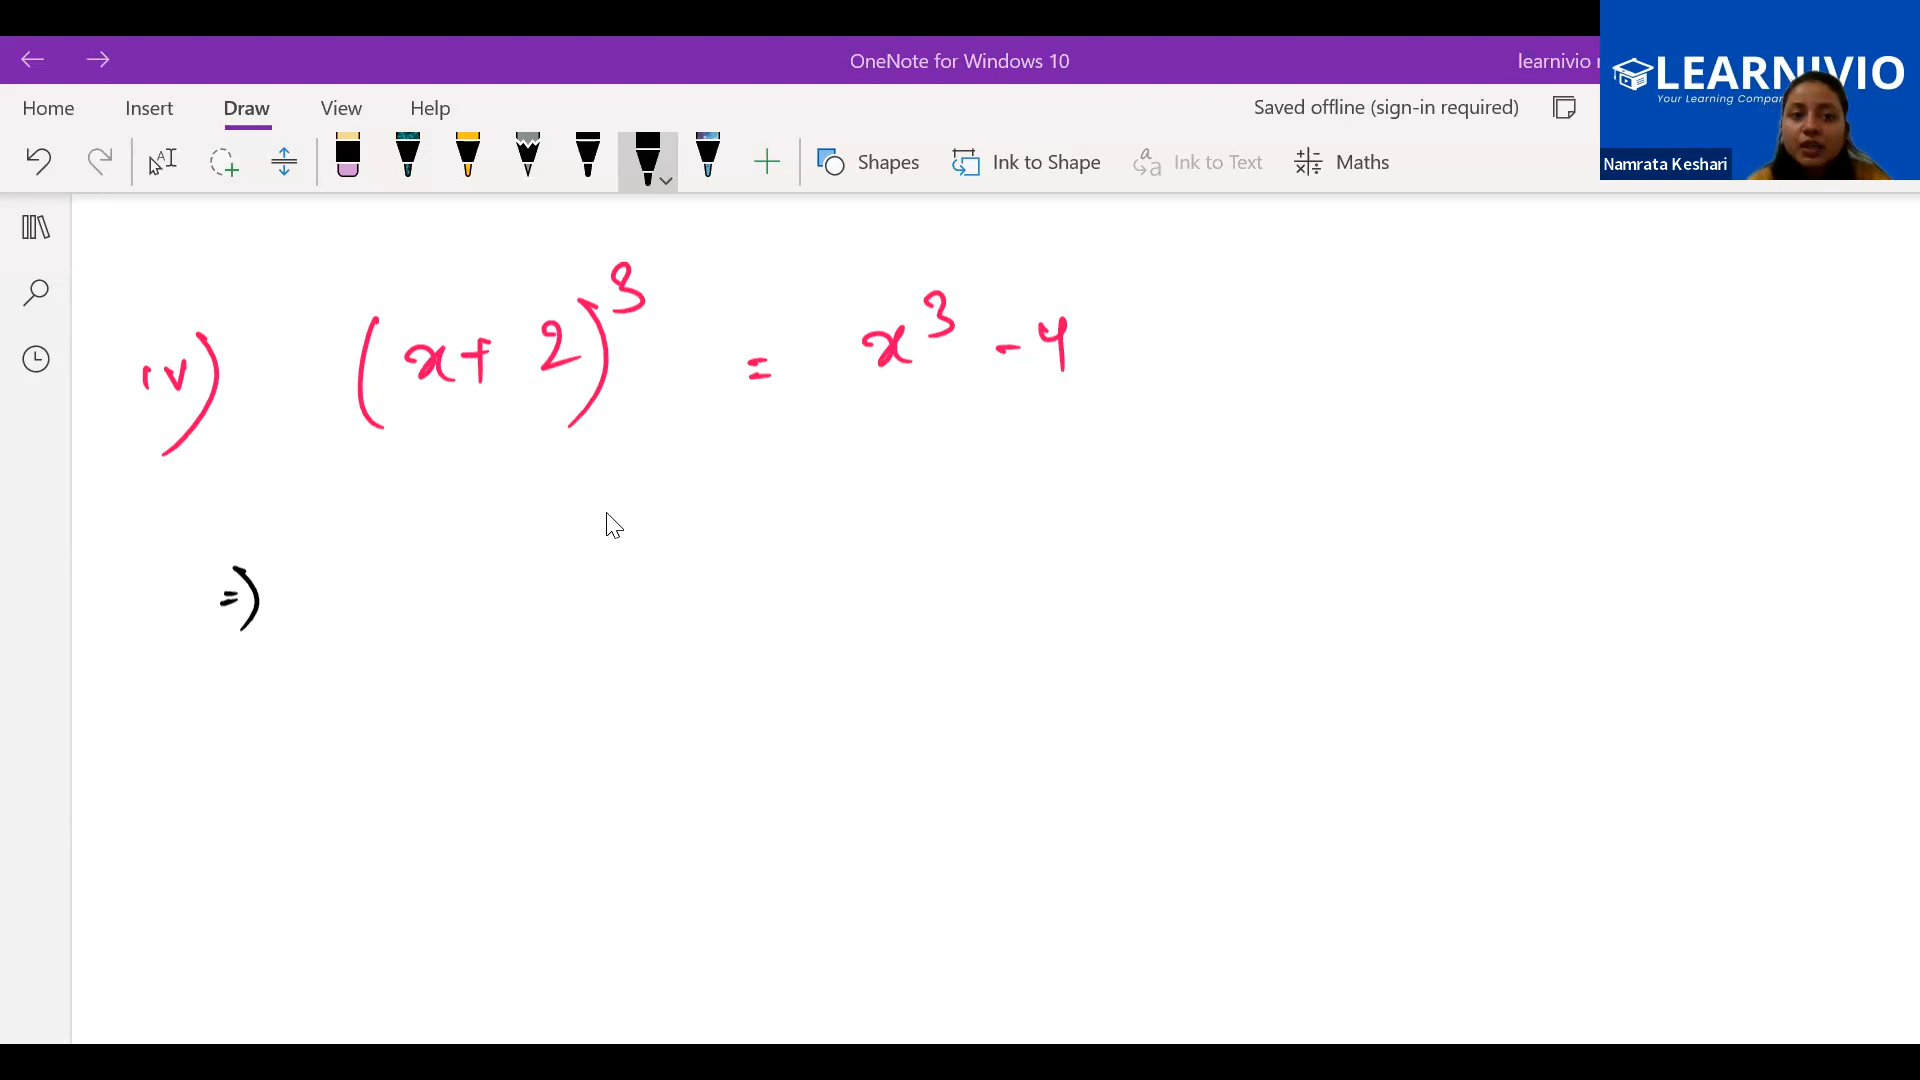 OneNote for Windows 10
learnivio
LEARNIVIO
Your Learning Compan
Home Insert Draw View Help
Saved offline (sign-in required)
Shapes Ink to Shape Ink to Text Maths
Namrata Keshari
iv) (x+2)³ = x³ - 4
=)